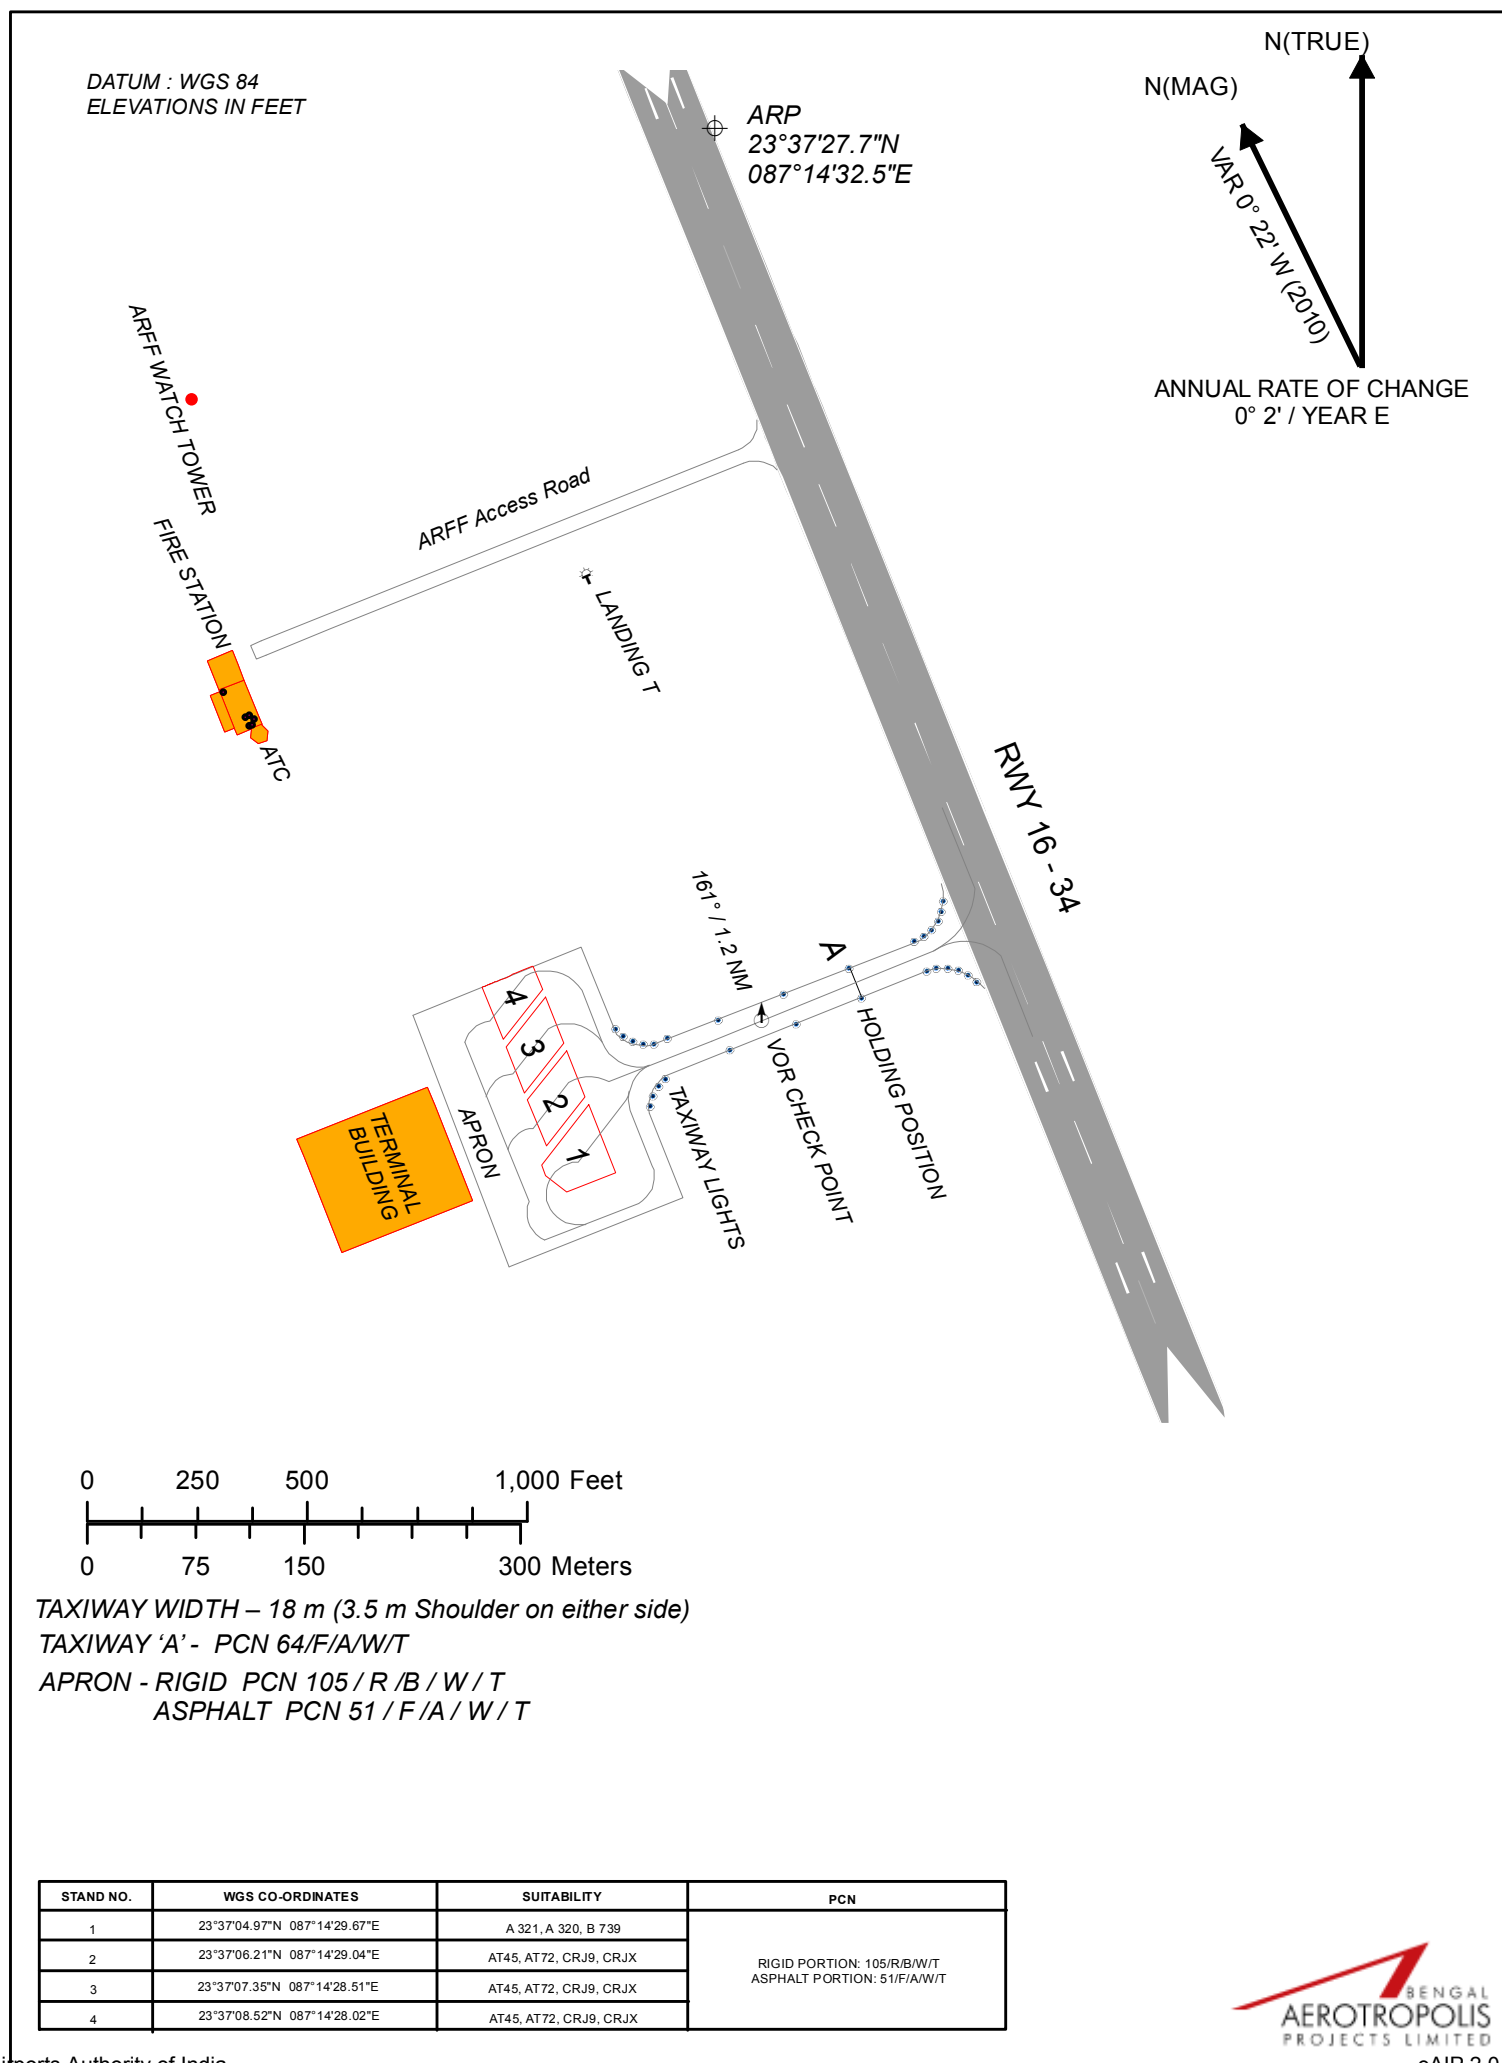 N(TRUE)
N(MAG)
DATUM : WGS 84
ELEVATIONS IN FEET
ARP
23°37'27.7"N
087°14'32.5"E
VAR 0° 22' W (2010)
ANNUAL RATE OF CHANGE
0° 2' / YEAR E
ARFF WATCH TOWER
ARFF Access Road
FIRE STATION
LANDING T
ATC
RWY 16 - 34
161° / 1.2 NM
A
4
3
2
1
HOLDING POSITION
VOR CHECK POINT
TAXIWAY LIGHTS
APRON
TERMINAL
BUILDING
0 250 500 1,000 Feet
0 75 150 300 Meters
TAXIWAY WIDTH – 18 m (3.5 m Shoulder on either side)
TAXIWAY ‘A’ - PCN 64/F/A/W/T
APRON - RIGID PCN 105 / R /B / W / T
ASPHALT PCN 51 / F /A / W / T
STAND NO. WGS CO-ORDINATES SUITABILITY PCN
1 23°37'04.97"N 087°14'29.67"E A 321, A 320, B 739
2 23°37'06.21"N 087°14'29.04"E AT45, AT72, CRJ9, CRJX
3 23°37'07.35"N 087°14'28.51"E AT45, AT72, CRJ9, CRJX
4 23°37'08.52"N 087°14'28.02"E AT45, AT72, CRJ9, CRJX
RIGID PORTION: 105/R/B/W/T
ASPHALT PORTION: 51/F/A/W/T
BENGAL
AEROTROPOLIS
PROJECTS LIMITED
Authority of India